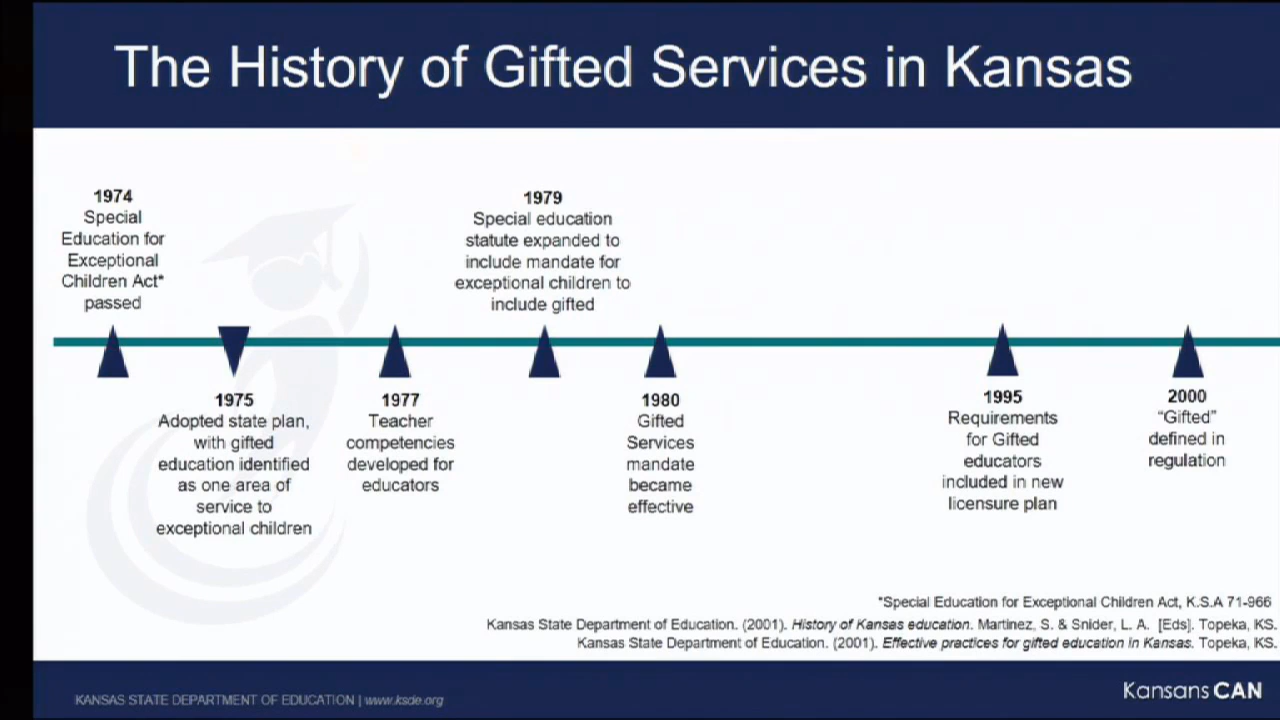 The History of Gifted Services in Kansas
1974
Special
Education for
Exceptional
Children Act*
passed
1979
Special education
statute expanded to
include mandate for
exceptional children to
include gifted
1975
Adopted state plan,
with gifted
education identified
as one area of
service to
exceptional children
1977
Teacher
competencies
developed for
educators
1980
Gifted
Services
mandate
became
effective
1995
Requirements
for Gifted
educators
included in new
licensure plan
2000
“Gifted”
defined in
regulation
*Special Education for Exceptional Children Act, K.S.A 71-966
Kansas State Department of Education. (2001). History of Kansas education. Martinez, S. & Snider, L. A. [Eds]. Topeka, KS.
Kansas State Department of Education. (2001). Effective practices for gifted education in Kansas. Topeka, KS.
KANSAS STATE DEPARTMENT OF EDUCATION | www.ksde.org
KansansCAN